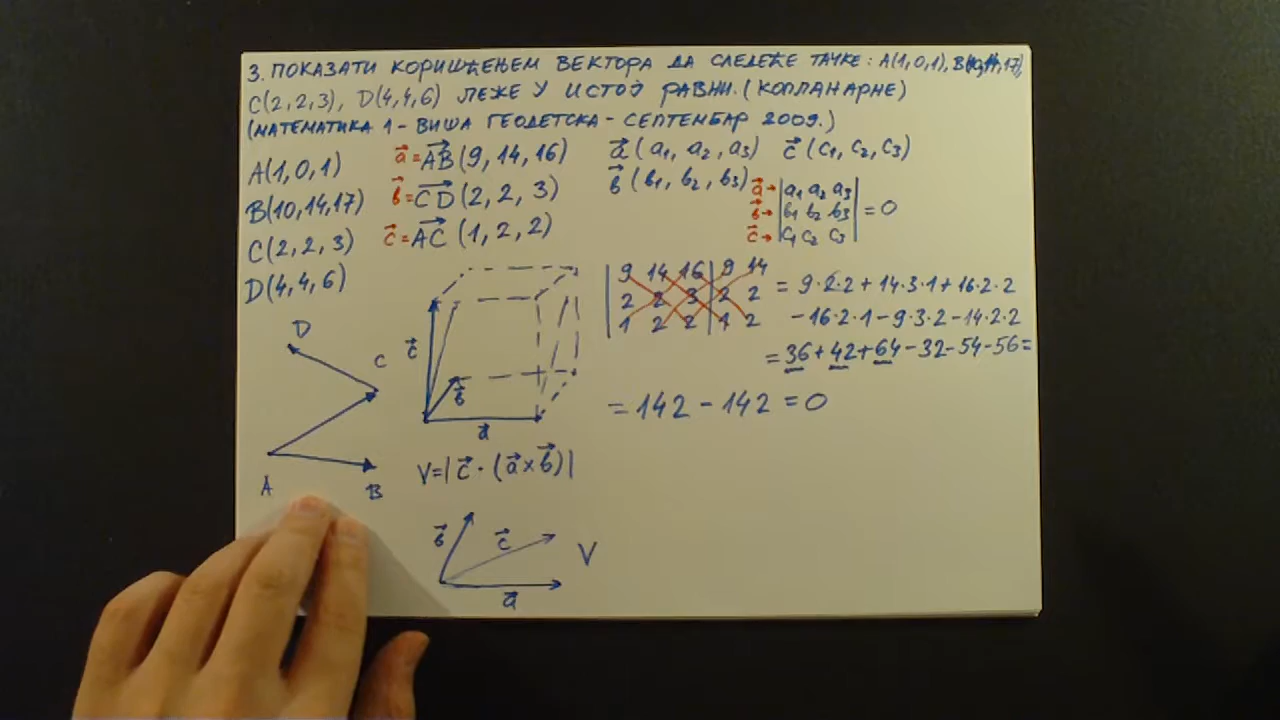 3. ПОКАЗАТИ КОРИШЋЕЊЕМ ВЕКТОРА ДА СЛЕДЕЋЕ ТАЧКЕ: A(1,0,1), B(10,14,17),
C(2,2,3), D(4,4,6) ЛЕЖЕ У ИСТОЈ РАВНИ. (КОПЛАНАРНЕ)
(МАТЕМАТИКА 1 - ВИША ГЕОДЕТСКА - СЕПТЕМБАР 2009.)
A(1,0,1)
B(10,14,17)
C(2,2,3)
D(4,4,6)
a⃗ = AB⃗ (9, 14, 16)
b⃗ = CD⃗ (2, 2, 3)
c⃗ = AC⃗ (1, 2, 2)
a⃗ (a₁, a₂, a₃) c⃗ (c₁, c₂, c₃)
b⃗ (b₁, b₂, b₃)
a⃗ → | a₁ a₂ a₃ |
b⃗ → | b₁ b₂ b₃ | = 0
c⃗ → | c₁ c₂ c₃ |
D
C
A
B
c⃗
b⃗
a⃗
V = | c⃗ · (a⃗ × b⃗) |
b⃗ c⃗ V
a⃗
| 9 14 16 | 9 14
| 2 2 3 | 2 2
| 1 2 2 | 1 2
= 9·2·2 + 14·3·1 + 16·2·2
- 16·2·1 - 9·3·2 - 14·2·2
= 36 + 42 + 64 - 32 - 54 - 56 =
= 142 - 142 = 0